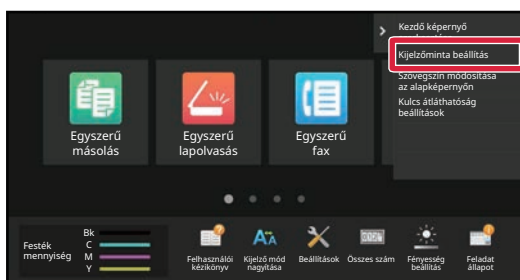 Kezdő képernyő
Kijelzőminta beállítás
Szövegszín módosítása
az alapképernyőn
Kulcs átláthatóság
beállítások
Egyszerű
másolás
Egyszerű
lapolvasás
Egyszerű
fax
Festék
mennyiség
Bk
C
M
Y
Felhasználói
kézikönyv
Kijelző mód
nagyítása
Beállítások
Összes szám
Fényesség
beállítás
Feladat
állapot